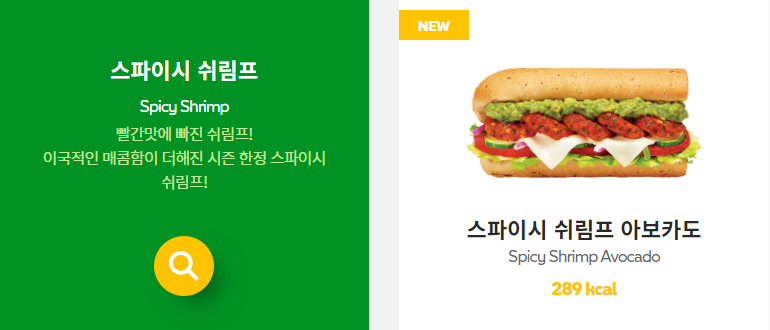 스파이시 쉬림프
Spicy Shrimp
빨간맛에 빠진 쉬림프!
이국적인 매콤함이 더해진 시즌 한정 스파이시
쉬림프!
NEW
스파이시 쉬림프 아보카도
Spicy Shrimp Avocado
289 kcal